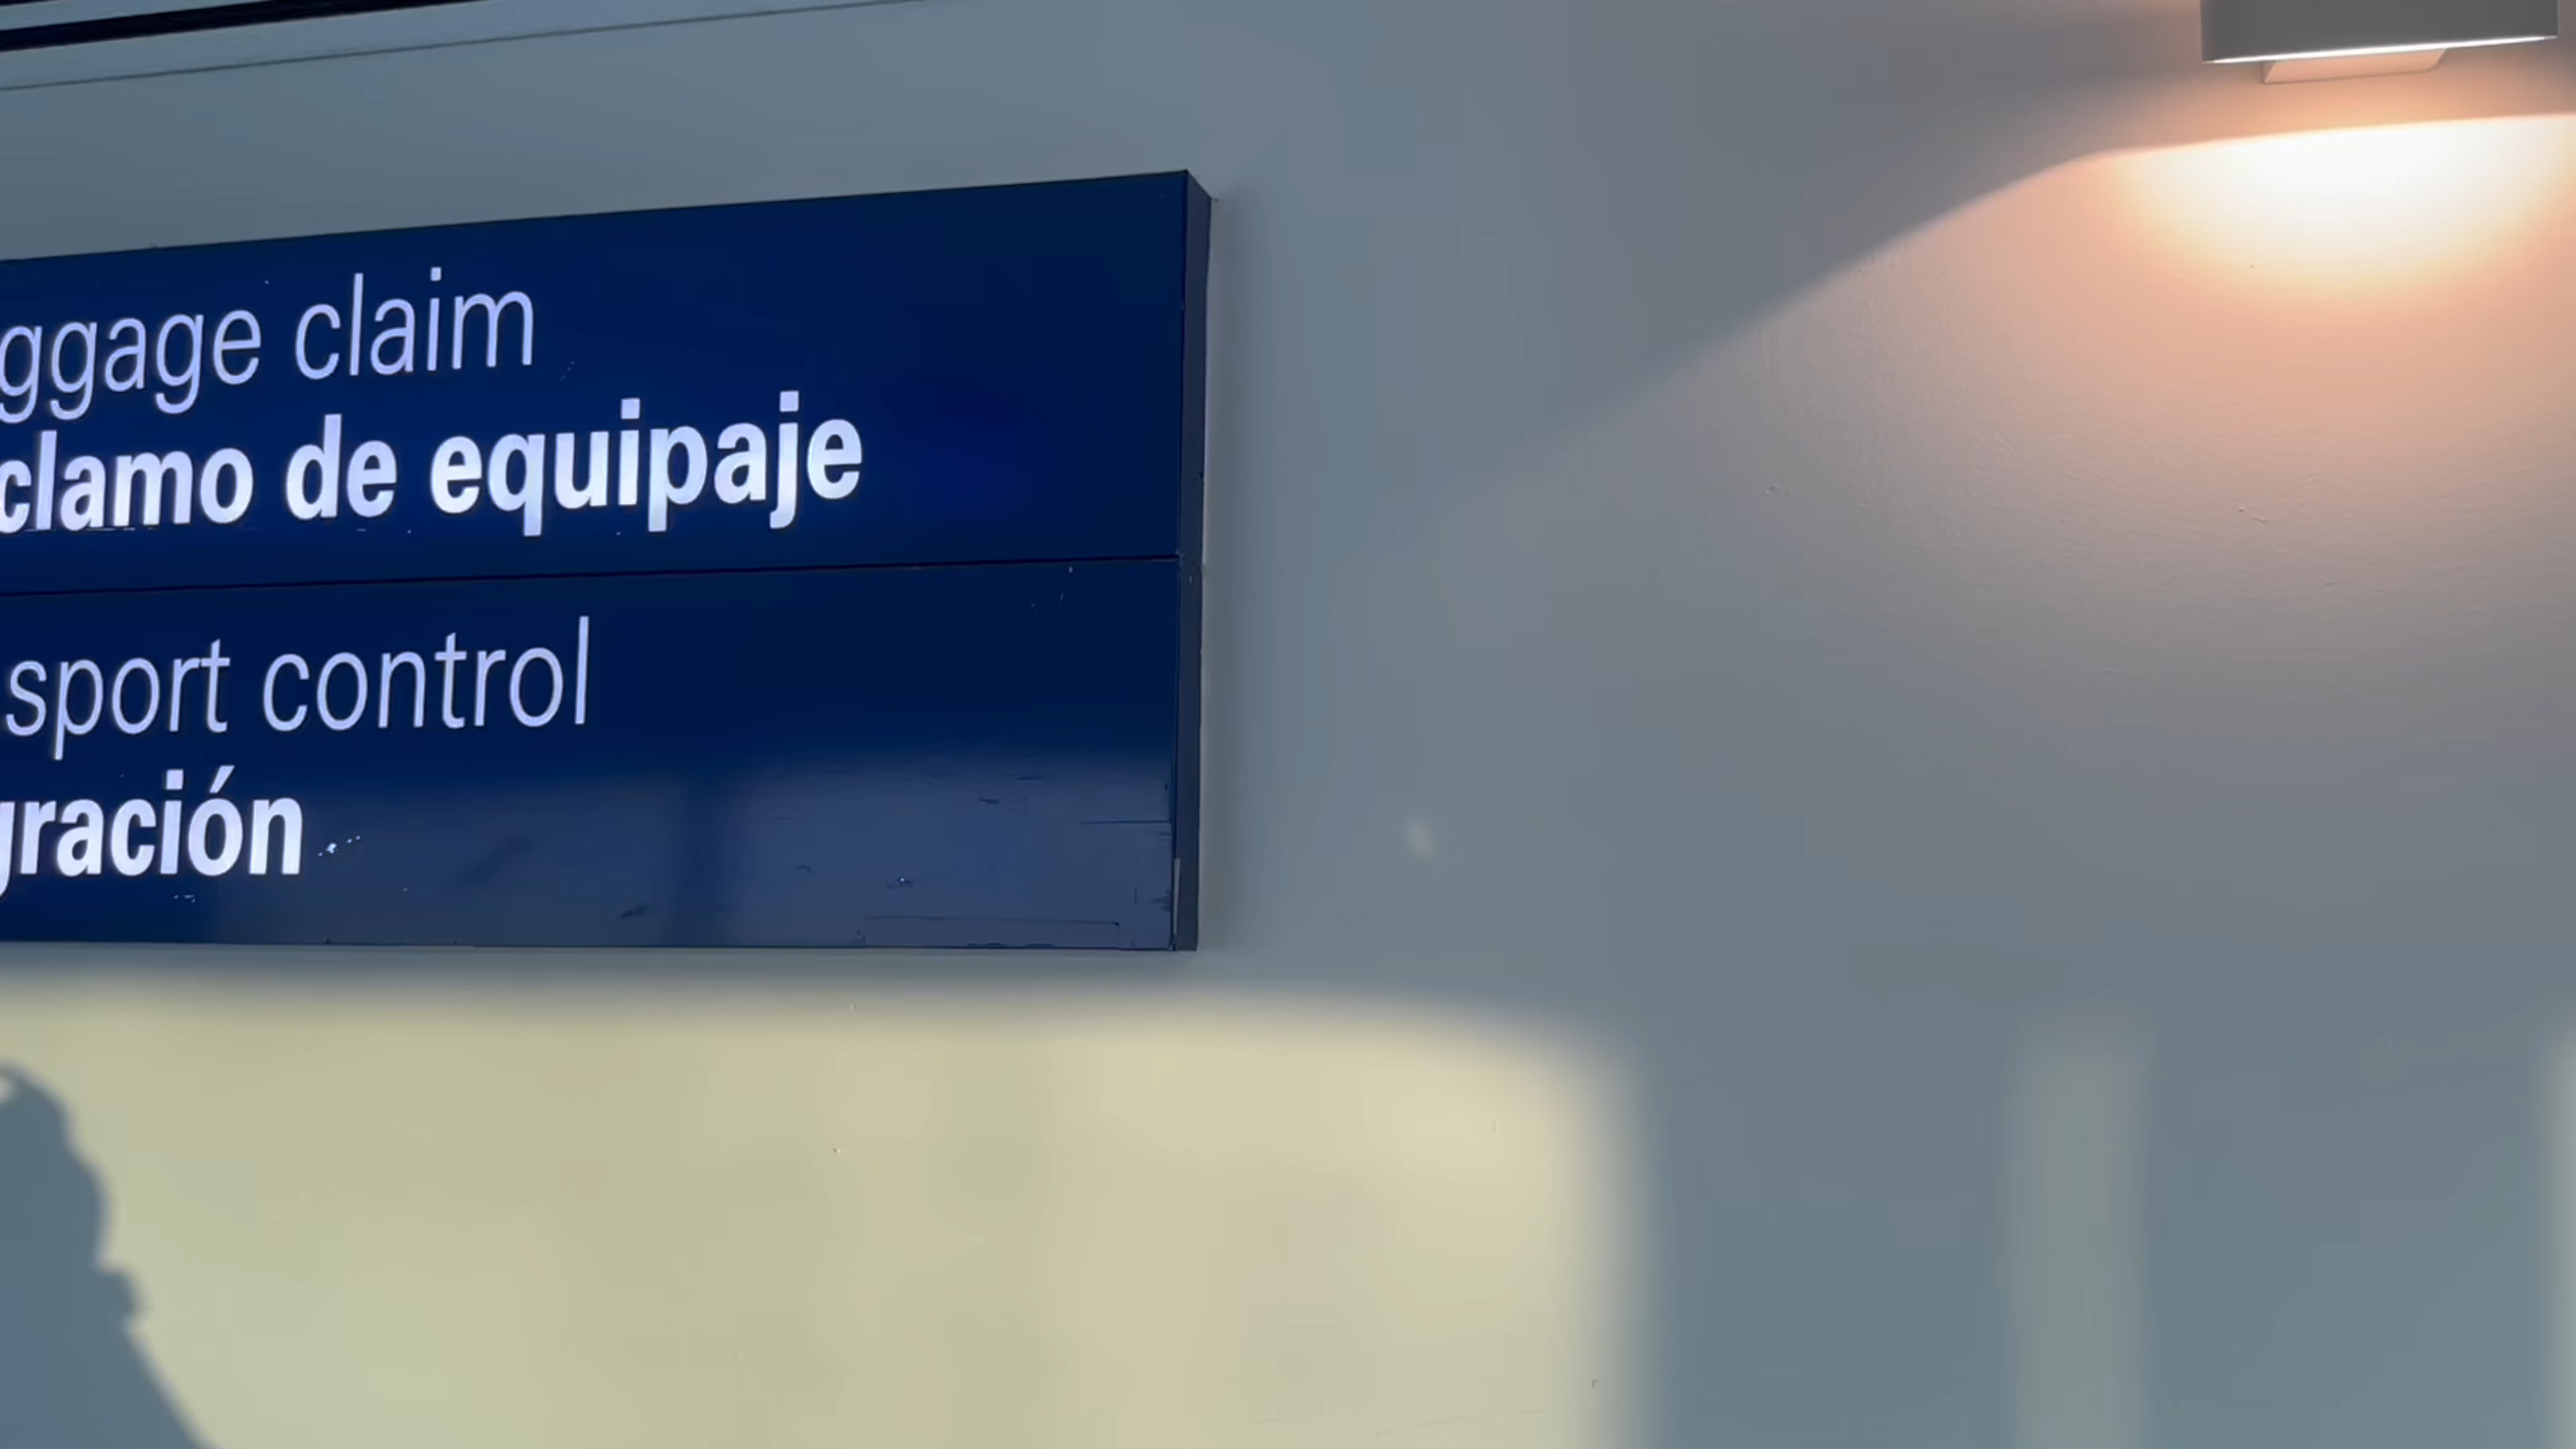 ggage claim
clamo de equipaje
sport control
gración